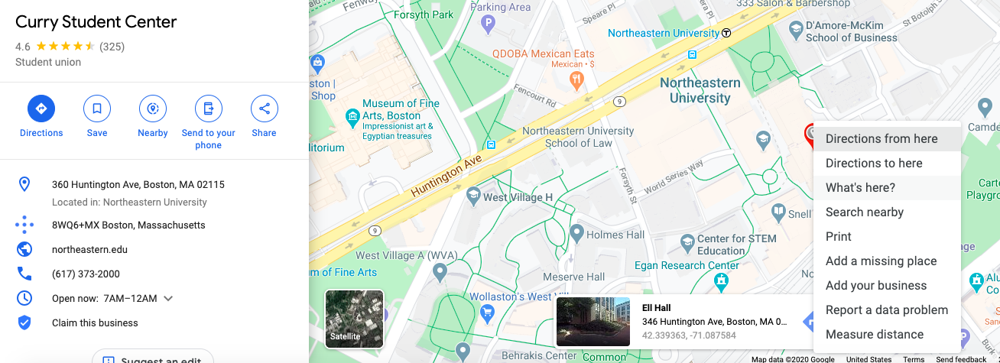 Curry Student Center
4.6 (325)
Student union
Directions
Save
Nearby
Send to your
phone
Share
360 Huntington Ave, Boston, MA 02115
Located in: Northeastern University
8WQ6+MX Boston, Massachusetts
northeastern.edu
(617) 373-2000
Open now: 7AM–12AM
Claim this business
Suggest an edit
Fenway
Forsyth Park
Parking Area
P
Speare Pl
333 Salon & Barbershop
St Botolph St
Northeastern University T
D'Amore-McKim
School of Business
QDOBA Mexican Eats
Mexican • $
ston |
Shop
Museum of Fine
Arts, Boston
Impressionist art &
Egyptian treasures
Fencourt Rd
9
Northeastern
University
Northeastern University
School of Law
Camde
ditorium
Huntington Ave
Forsyth St
World Series Way
West Village H
9
Snell
Carte
Playgro
Holmes Hall
Center for STEM
Education
West Village A (WVA)
m of Fine Arts
Egan Research Center
Meserve Hall
No
age
Wollaston's West Vil
Satellite
Ell Hall
346 Huntington Ave, Boston, MA 0...
42.339363, -71.087584
Behrakis Center
Common
Alu
Co
P
Directions from here
Directions to here
What's here?
Search nearby
Print
Add a missing place
Add your business
Report a data problem
Measure distance
Map data ©2020 Google
United States
Terms
Send feedback